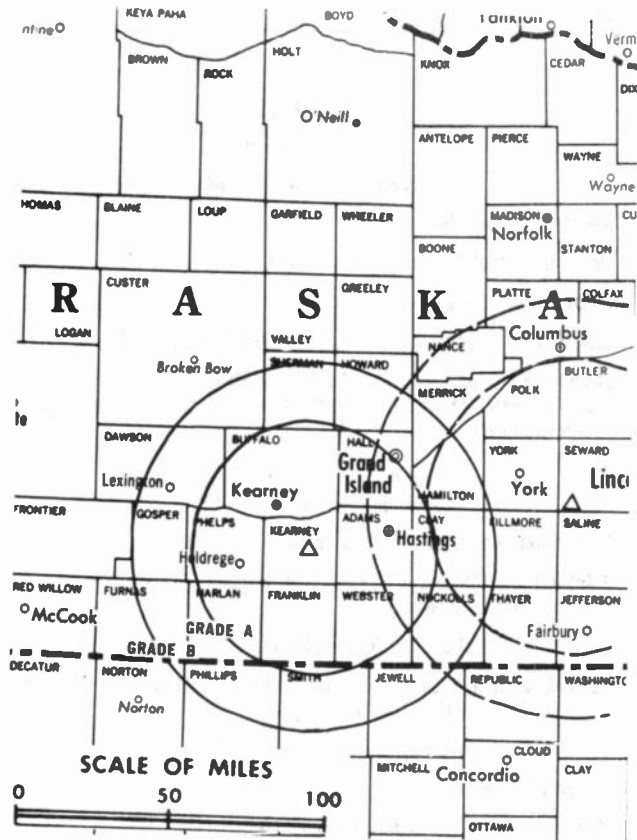 KEYA PAHA
BOYD
Yankton
ntine
Verm
BROWN
ROCK
HOLT
KNOX
CEDAR
DIX
O'Neill
ANTELOPE
PIERCE
WAYNE
Wayne
HOMAS
BLAINE
LOUP
GARFIELD
WHEELER
MADISON
CU
Norfolk
BOONE
STANTON
CUSTER
GREELEY
PLATTE
COLFAX
R A S K A
LOGAN
VALLEY
NANCE
Columbus
Broken Bow
SHERMAN
HOWARD
BUTLER
MERRICK
POLK
te
DAWSON
BUFFALO
HALL
YORK
SEWARD
Grand
Island
Lexington
Kearney
HAMILTON
York
Linc
FRONTIER
GOSPER
PHELPS
KEARNEY
ADAMS
CLAY
FILLMORE
SALINE
Hastings
Holdrege
RED WILLOW
FURNAS
HARLAN
FRANKLIN
WEBSTER
NUCKOLLS
THAYER
JEFFERSON
McCook
GRADE A
Fairbury
GRADE B
DECATUR
NORTON
PHILLIPS
SMITH
JEWELL
REPUBLIC
WASHINGTO
Norton
SCALE OF MILES
MITCHELL
CLOUD
CLAY
Concordio
0 50 100
OTTAWA